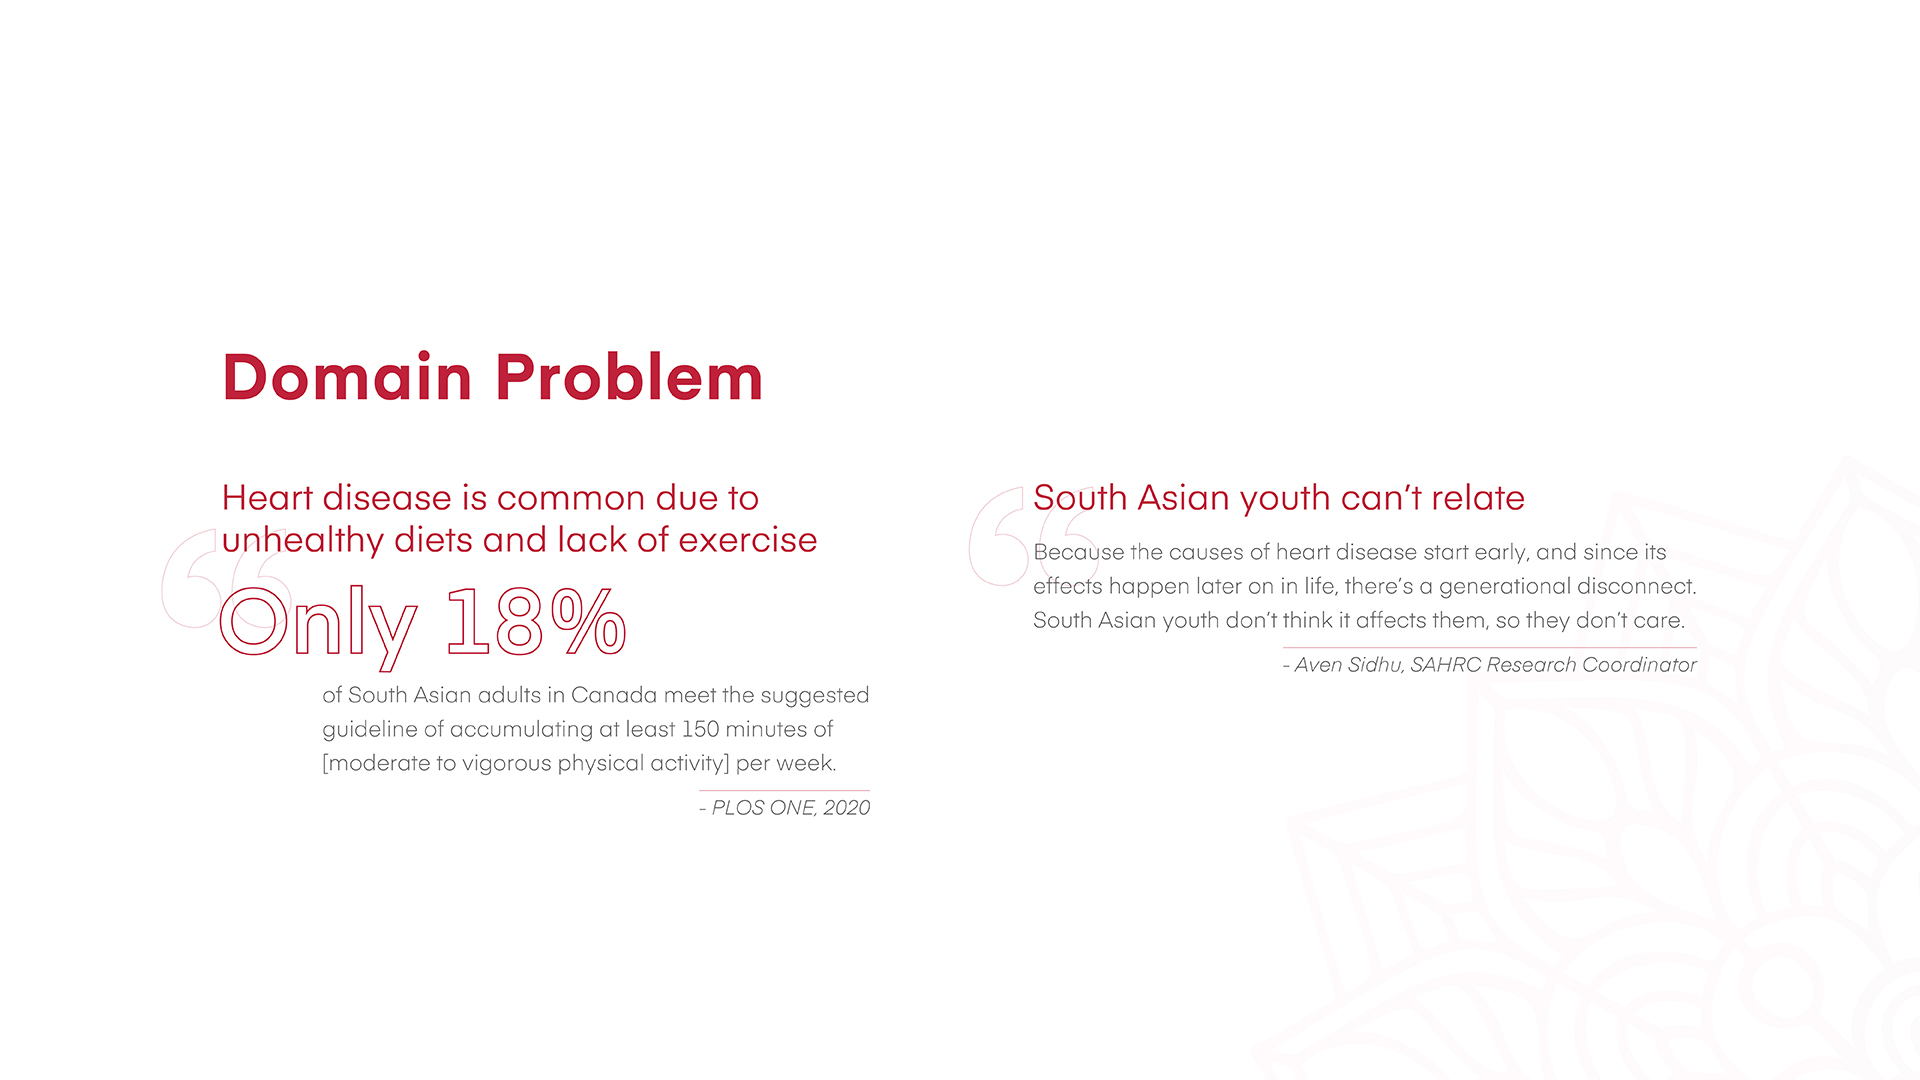 Domain Problem
Heart disease is common due to
unhealthy diets and lack of exercise
“
Only 18%
of South Asian adults in Canada meet the suggested
guideline of accumulating at least 150 minutes of
[moderate to vigorous physical activity] per week.
- PLOS ONE, 2020
“
South Asian youth can’t relate
Because the causes of heart disease start early, and since its
effects happen later on in life, there’s a generational disconnect.
South Asian youth don’t think it affects them, so they don’t care.
- Aven Sidhu, SAHRC Research Coordinator